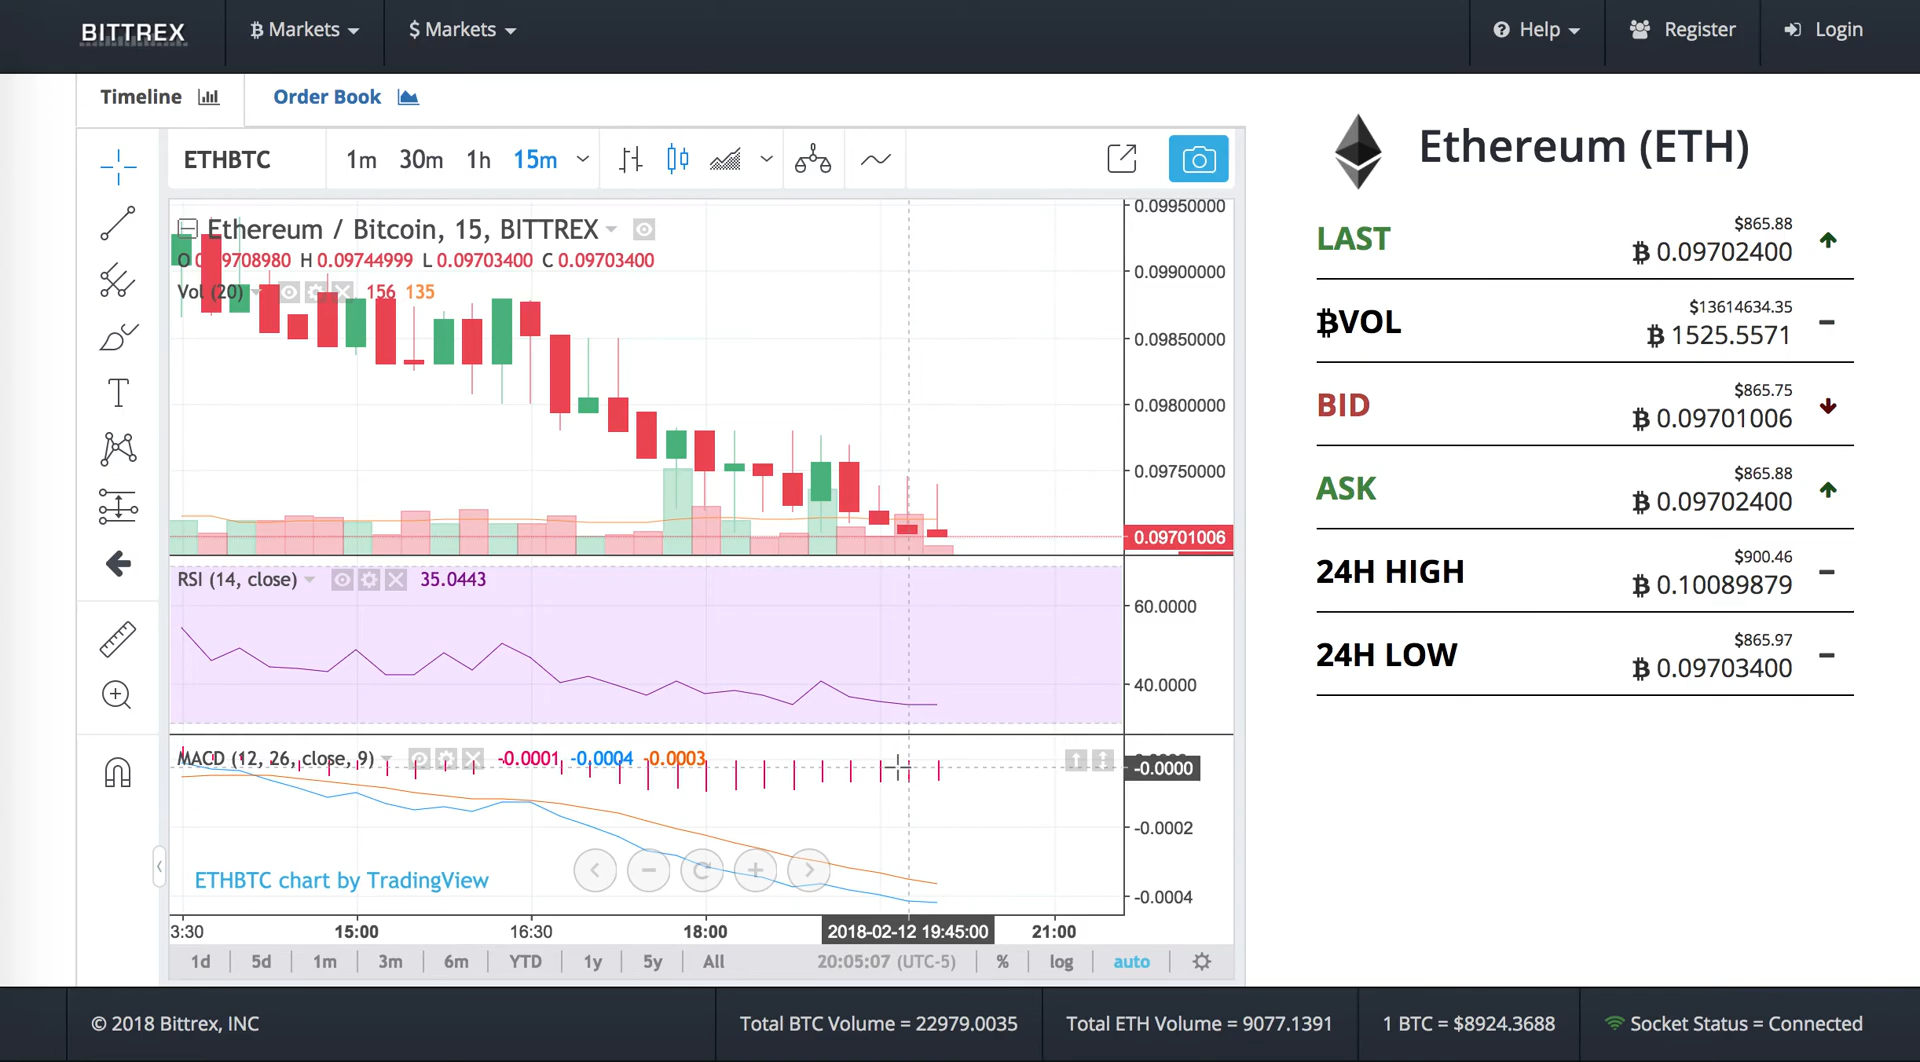 BITTREX
₿ Markets
$ Markets
Help
Register
Login
Timeline
Order Book
ETHBTC
1m 30m 1h 15m
Ethereum / Bitcoin, 15, BITTREX
O 0.09708980 H 0.09744999 L 0.09703400 C 0.09703400
Vol (20) 156 135
0.09950000
0.09900000
0.09850000
0.09800000
0.09750000
0.09701006
RSI (14, close) 35.0443
60.0000
40.0000
MACD (12, 26, close, 9) -0.0001 -0.0004 -0.0003
-0.0000
-0.0002
-0.0004
ETHBTC chart by TradingView
3:30 15:00 16:30 18:00 2018-02-12 19:45:00 21:00
1d 5d 1m 3m 6m YTD 1y 5y All 20:05:07 (UTC-5) % log auto
Ethereum (ETH)
$865.88
LAST ₿ 0.09702400
$13614634.35
₿VOL ₿ 1525.5571
$865.75
BID ₿ 0.09701006
$865.88
ASK ₿ 0.09702400
$900.46
24H HIGH ₿ 0.10089879
$865.97
24H LOW ₿ 0.09703400
© 2018 Bittrex, INC
Total BTC Volume = 22979.0035
Total ETH Volume = 9077.1391
1 BTC = $8924.3688
Socket Status = Connected